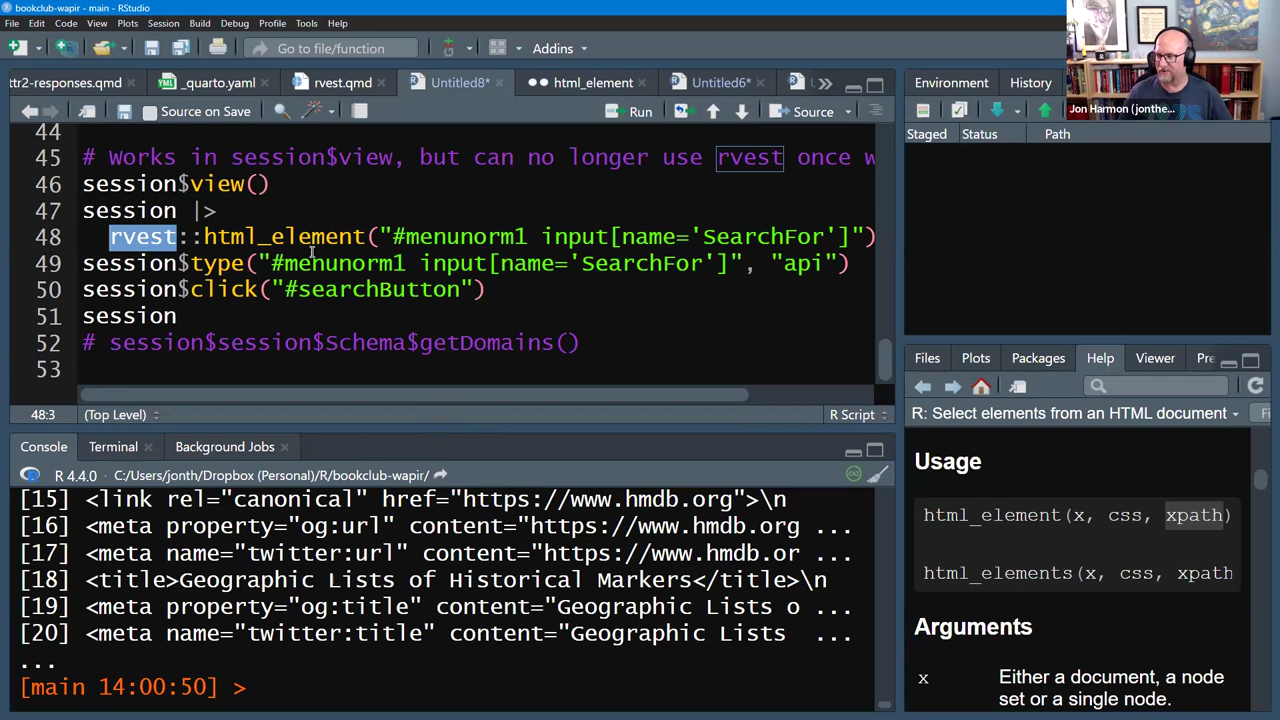 bookclub-wapir - main - RStudio
File Edit Code View Plots Session Build Debug Profile Tools Help
Go to file/function Addins
ttr2-responses.qmd _quarto.yaml rvest.qmd Untitled8* html_element Untitled6*
Source on Save Run Source
44
45 # Works in session$view, but can no longer use rvest once w
46 session$view()
47 session |>
48 rvest::html_element("#menunorm1 input[name='SearchFor']")
49 session$type("#menunorm1 input[name='SearchFor']", "api")
50 session$click("#searchButton")
51 session
52 # session$session$Schema$getDomains()
53
48:3 (Top Level) R Script
Console Terminal Background Jobs
R 4.4.0 · C:/Users/jonth/Dropbox (Personal)/R/bookclub-wapir/
[15] <link rel="canonical" href="https://www.hmdb.org">\n
[16] <meta property="og:url" content="https://www.hmdb.org ...
[17] <meta name="twitter:url" content="https://www.hmdb.or ...
[18] <title>Geographic Lists of Historical Markers</title>\n
[19] <meta property="og:title" content="Geographic Lists o ...
[20] <meta name="twitter:title" content="Geographic Lists ...
...
[main 14:00:50] >
Environment History
Jon Harmon (jonthe...
Staged Status Path
Files Plots Packages Help Viewer Pre
R: Select elements from an HTML document Fi
Usage
html_element(x, css, xpath)
html_elements(x, css, xpath
Arguments
x Either a document, a node
set or a single node.